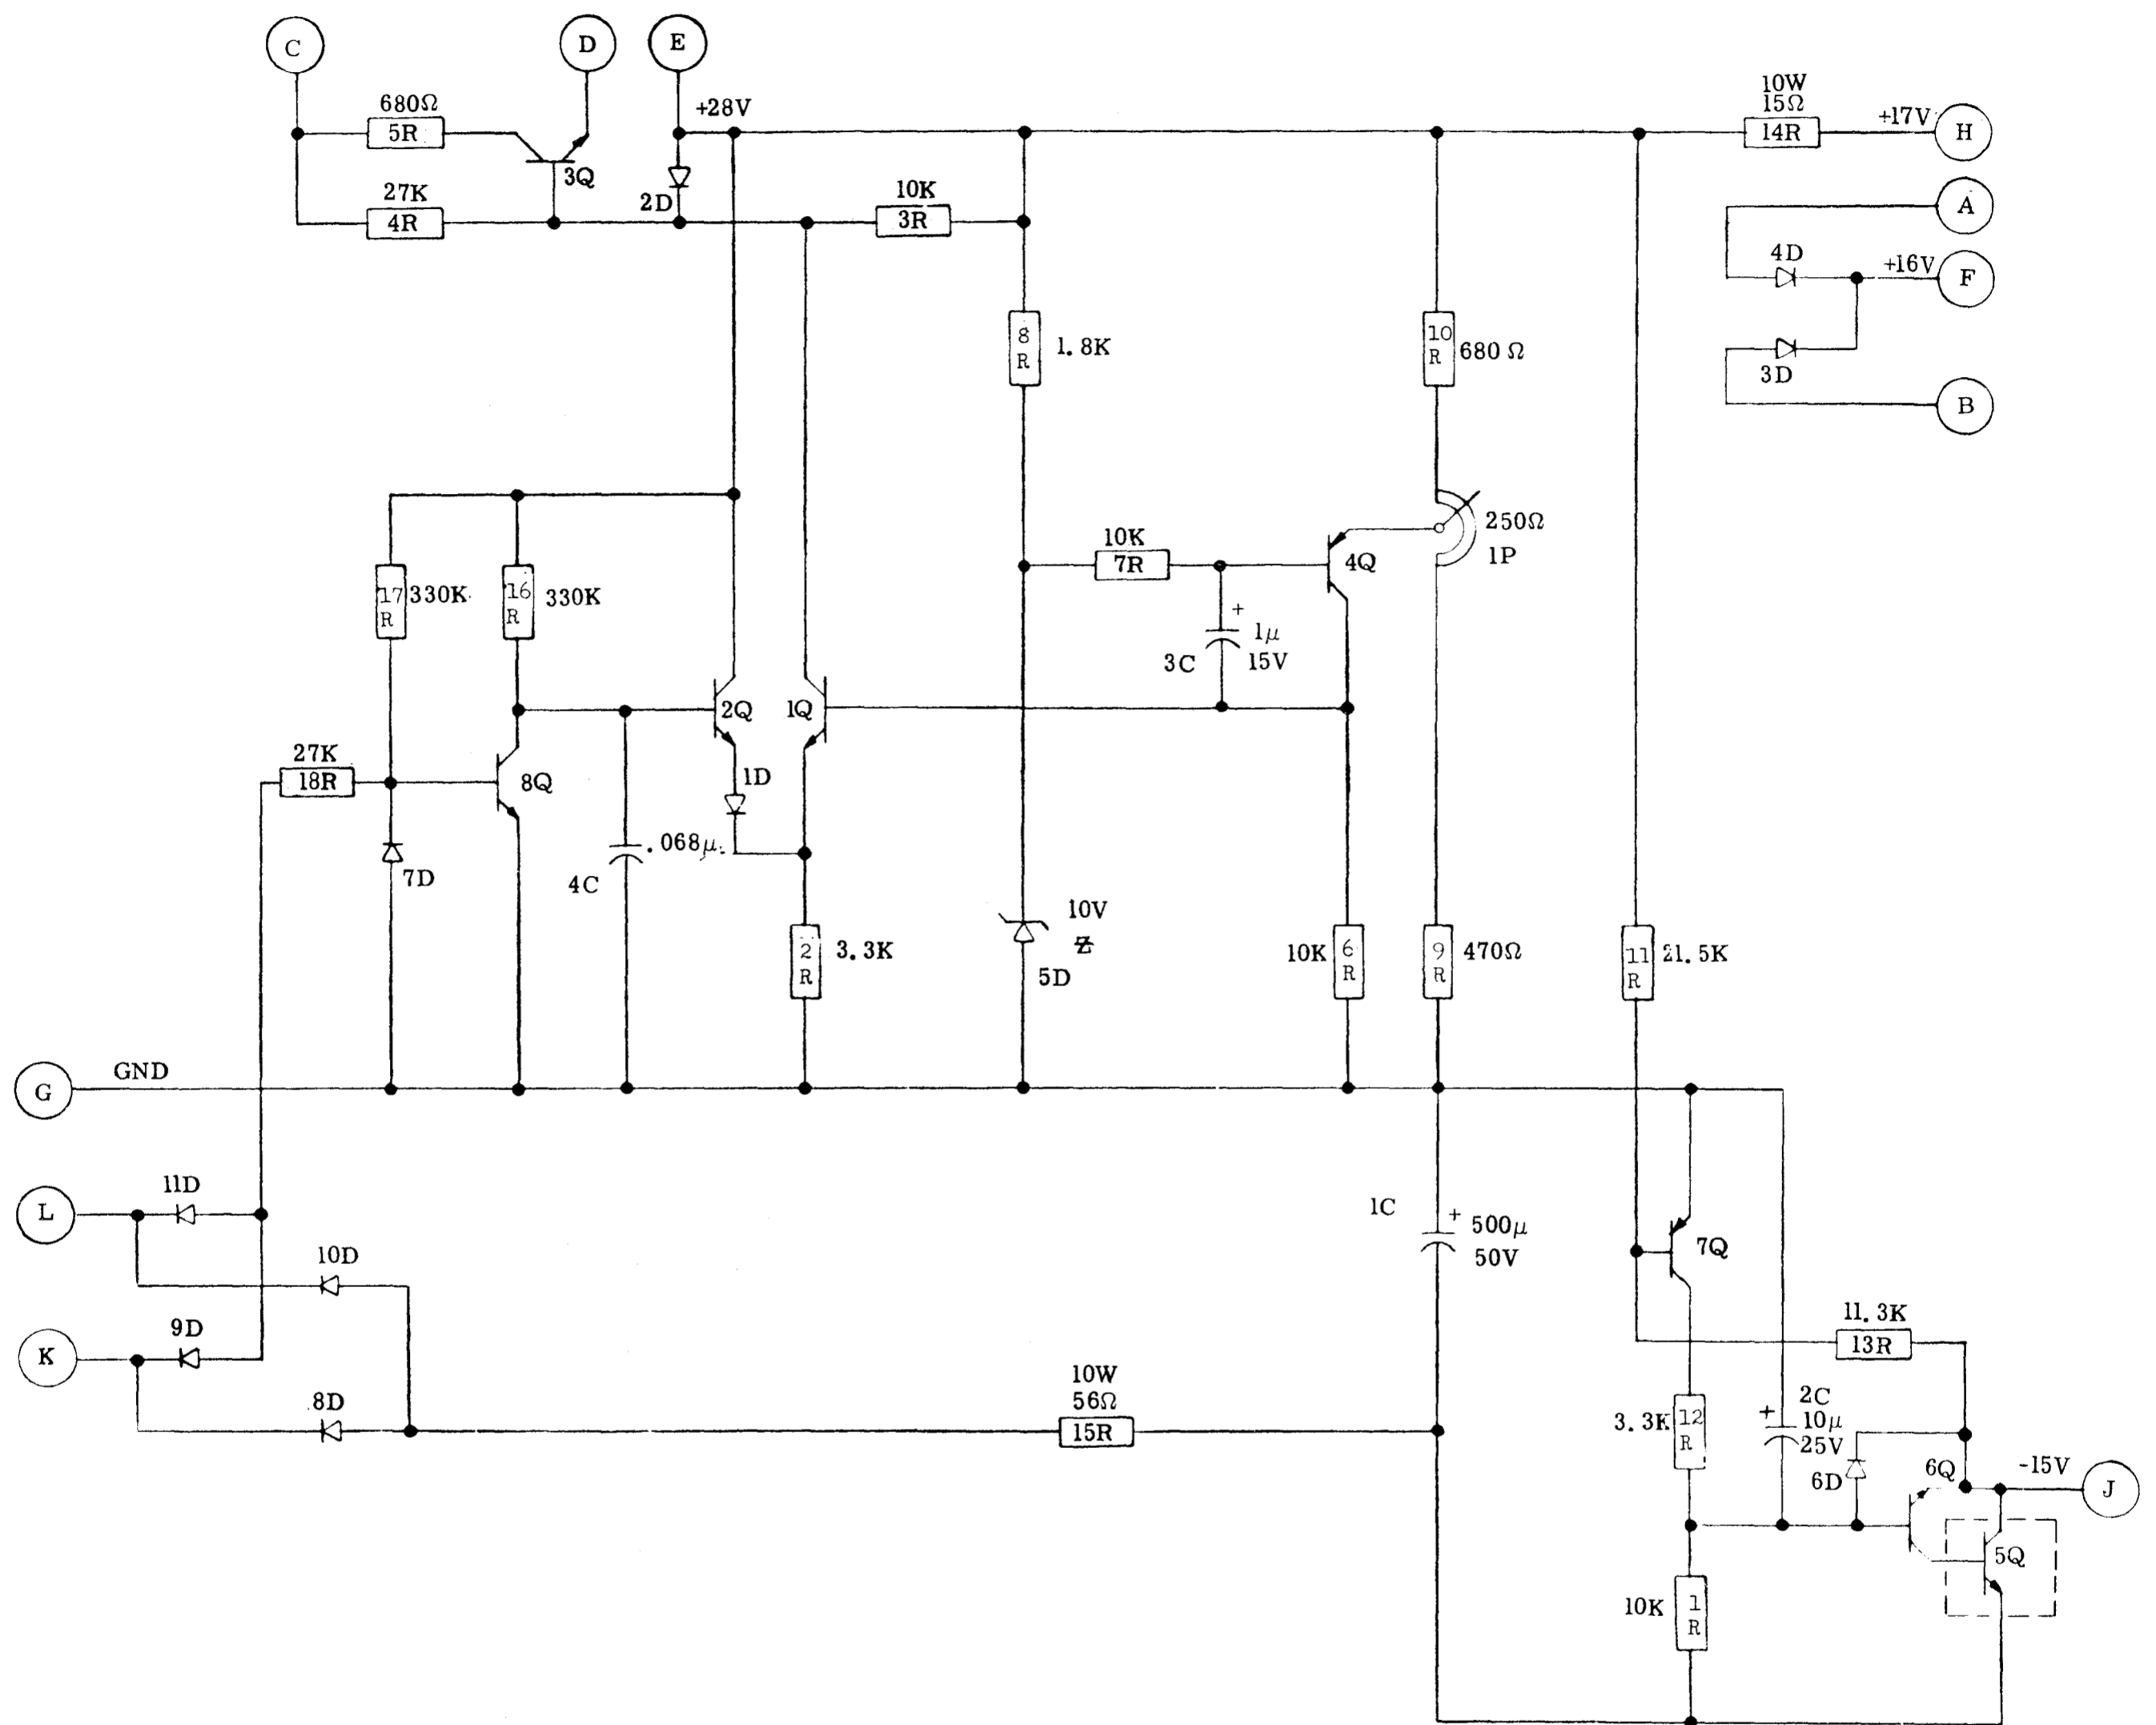 C
D
E
680Ω
5R
+28V
10W
15Ω
14R
+17V
H
3Q
27K
4R
2D
10K
3R
A
4D
+16V
F
3D
B
8
R
1.8K
10
R
680 Ω
250Ω
1P
10K
7R
4Q
17
R
330K
16
R
330K
+
1μ
15V
3C
2Q
1Q
27K
18R
8Q
1D
7D
.068μ
4C
2
R
3.3K
10V
Z
5D
10K
6
R
9
R
470Ω
11
R
21.5K
G
GND
L
11D
10D
1C
+
500μ
50V
7Q
K
9D
8D
10W
56Ω
15R
11.3K
13R
3.3K
12
R
2C
+
10μ
25V
6D
6Q
-15V
J
5Q
10K
1
R